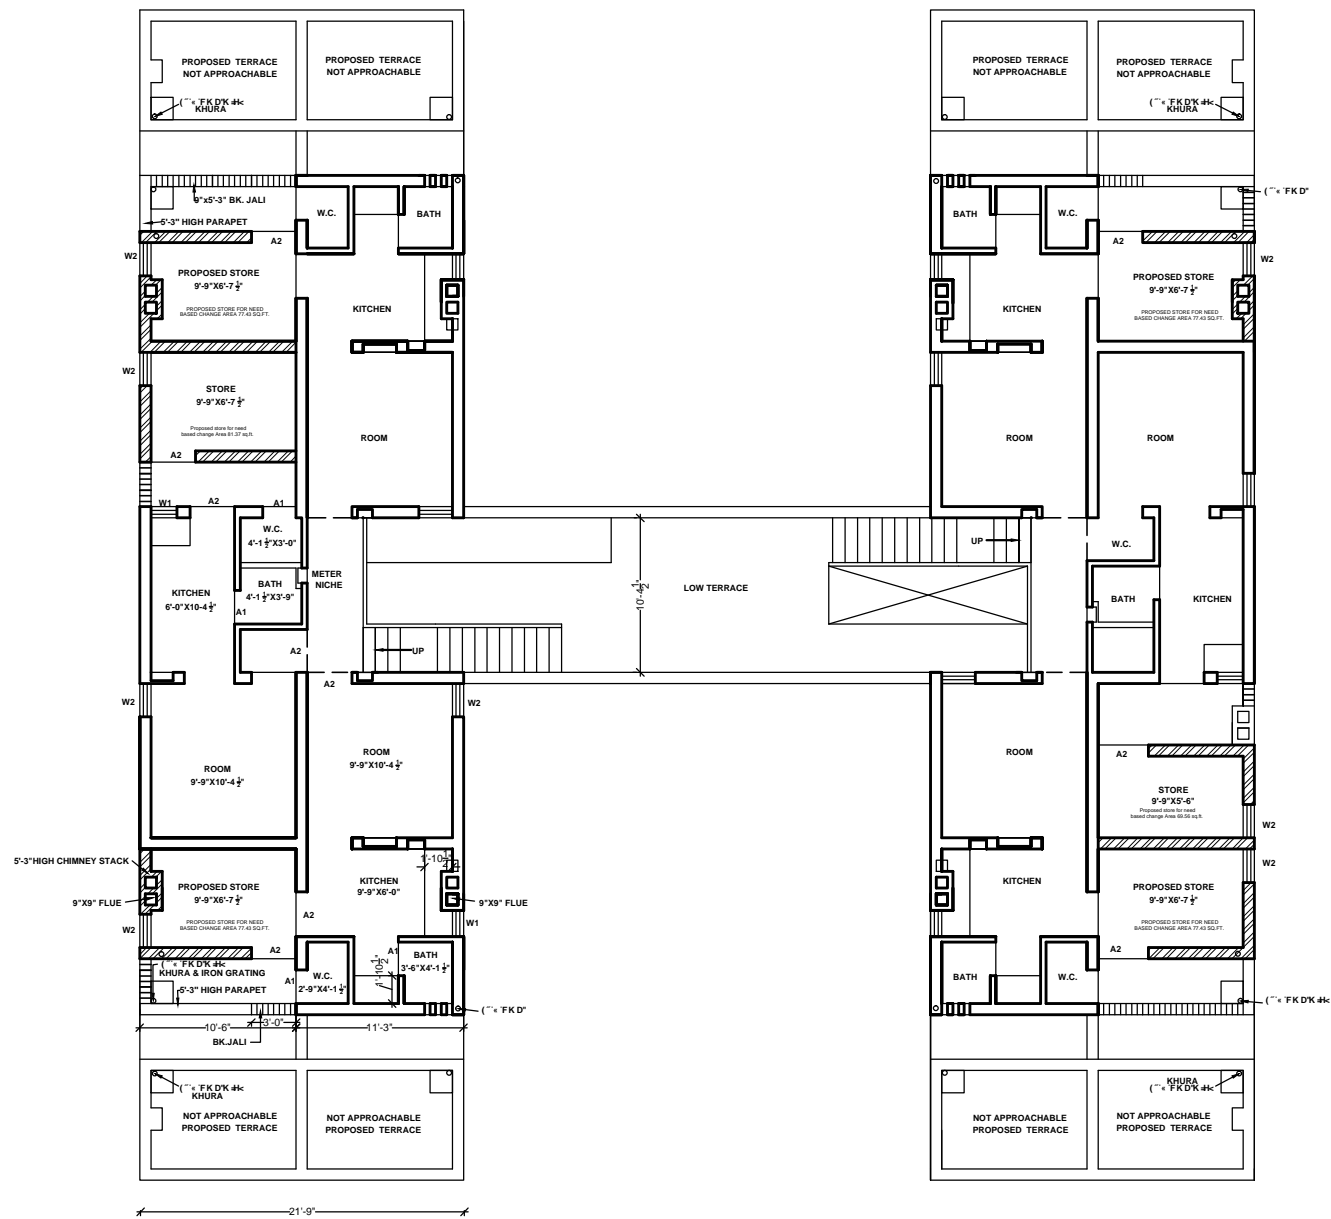 PROPOSED TERRACE
NOT APPROACHABLE
PROPOSED TERRACE
NOT APPROACHABLE
PROPOSED TERRACE
NOT APPROACHABLE
PROPOSED TERRACE
NOT APPROACHABLE
KHURA
KHURA
9"x5'-3" BK. JALI
5'-3" HIGH PARAPET
W.C.
BATH
BATH
W.C.
A2
A2
W2
W2
PROPOSED STORE
9'-9"X6'-7 1/2"
PROPOSED STORE FOR NEED
BASED CHANGE AREA 77.43 SQ.FT.
KITCHEN
KITCHEN
PROPOSED STORE
9'-9"X6'-7 1/2"
PROPOSED STORE FOR NEED
BASED CHANGE AREA 77.43 SQ.FT.
W2
STORE
9'-9"X6'-7 1/2"
Proposed store for need
based change Area 81.37 sq.ft.
A2
ROOM
ROOM
ROOM
W1
A2
A1
W.C.
4'-1 1/2"X3'-0"
BATH
4'-1 1/2"X3'-9"
METER
NICHE
KITCHEN
6'-0"X10-4 1/2"
A1
A2
UP
A2
10'-4 1/2"
LOW TERRACE
UP
W.C.
BATH
KITCHEN
W2
W2
ROOM
9'-9"X10'-4 1/2"
ROOM
9'-9"X10'-4 1/2"
ROOM
A2
STORE
9'-9"X5'-6"
Proposed store for need
based change Area 69.56 sq.ft.
W2
5'-3"HIGH CHIMNEY STACK
9"X9" FLUE
W2
PROPOSED STORE
9'-9"X6'-7 1/2"
PROPOSED STORE FOR NEED
BASED CHANGE AREA 77.43 SQ.FT.
A2
A2
1'-10 1/2"
KITCHEN
9'-9"X6'-0"
9"X9" FLUE
W1
KITCHEN
PROPOSED STORE
9'-9"X6'-7 1/2"
PROPOSED STORE FOR NEED
BASED CHANGE AREA 77.43 SQ.FT.
W2
A2
KHURA & IRON GRATING
5'-3" HIGH PARAPET
A1
W.C.
2'-9"X4'-1 1/2"
1'-10 1/2"
A1
BATH
3'-6"X4'-1 1/2"
BATH
W.C.
10'-6"
3'-0"
11'-3"
BK.JALI
KHURA
KHURA
NOT APPROACHABLE
PROPOSED TERRACE
NOT APPROACHABLE
PROPOSED TERRACE
NOT APPROACHABLE
PROPOSED TERRACE
NOT APPROACHABLE
PROPOSED TERRACE
21'-9"